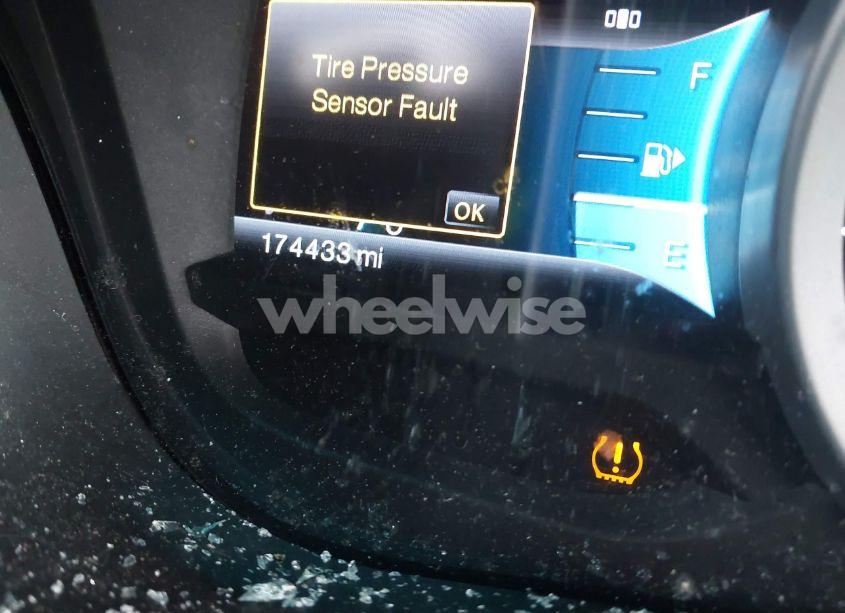 Tire Pressure
Sensor Fault
OK
F
E
174433 mi
wheelwise